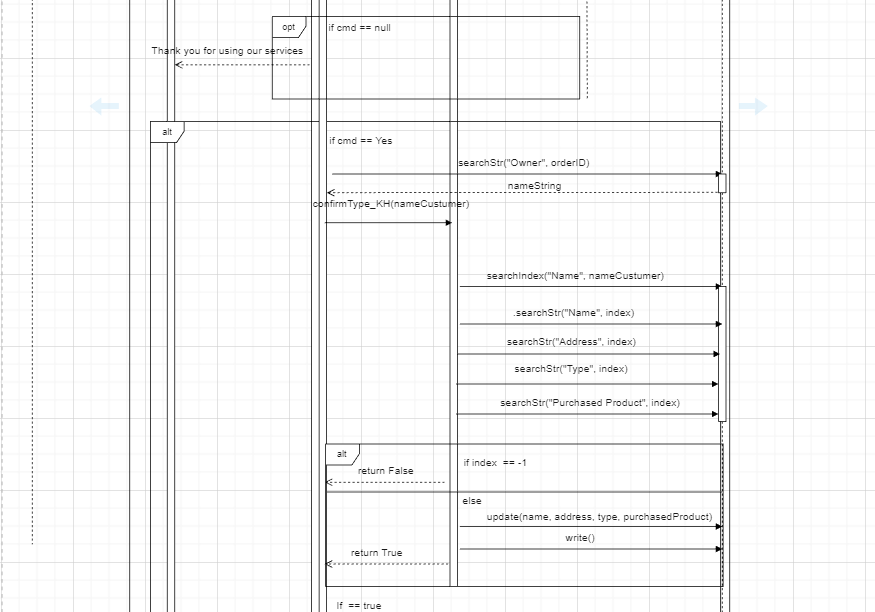 opt
if cmd == null
Thank you for using our services
alt
if cmd == Yes
searchStr("Owner", orderID)
nameString
confirmType_KH(nameCustumer)
searchIndex("Name", nameCustumer)
.searchStr("Name", index)
searchStr("Address", index)
searchStr("Type", index)
searchStr("Purchased Product", index)
alt
if index == -1
return False
else
update(name, address, type, purchasedProduct)
write()
return True
If == true